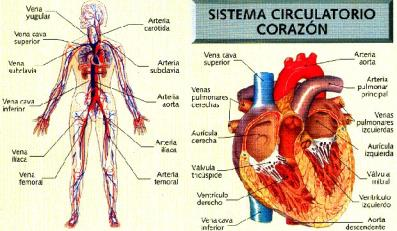 Vena
yugular
Vena cava
superior
Vena
subclavia
Vena cava
inferior
Vena
iliaca
Vena
femoral
Arteria
carótida
Arteria
subclavia
Arteria
aorta
Arteria
iliaca
Arteria
femoral
SISTEMA CIRCULATORIO
CORAZÓN
Vena cava
superior
Venas
pulmonares
derechas
Aurícula
derecha
Válvula
tricúspide
Ventrículo
derecho
Vena cava
inferior
Arteria
aorta
Arteria
pulmonar
principal
Venas
pulmonares
izquierdas
Aurícula
izquierda
Válvula
mitral
Ventrículo
izquierdo
Aorta
descendente